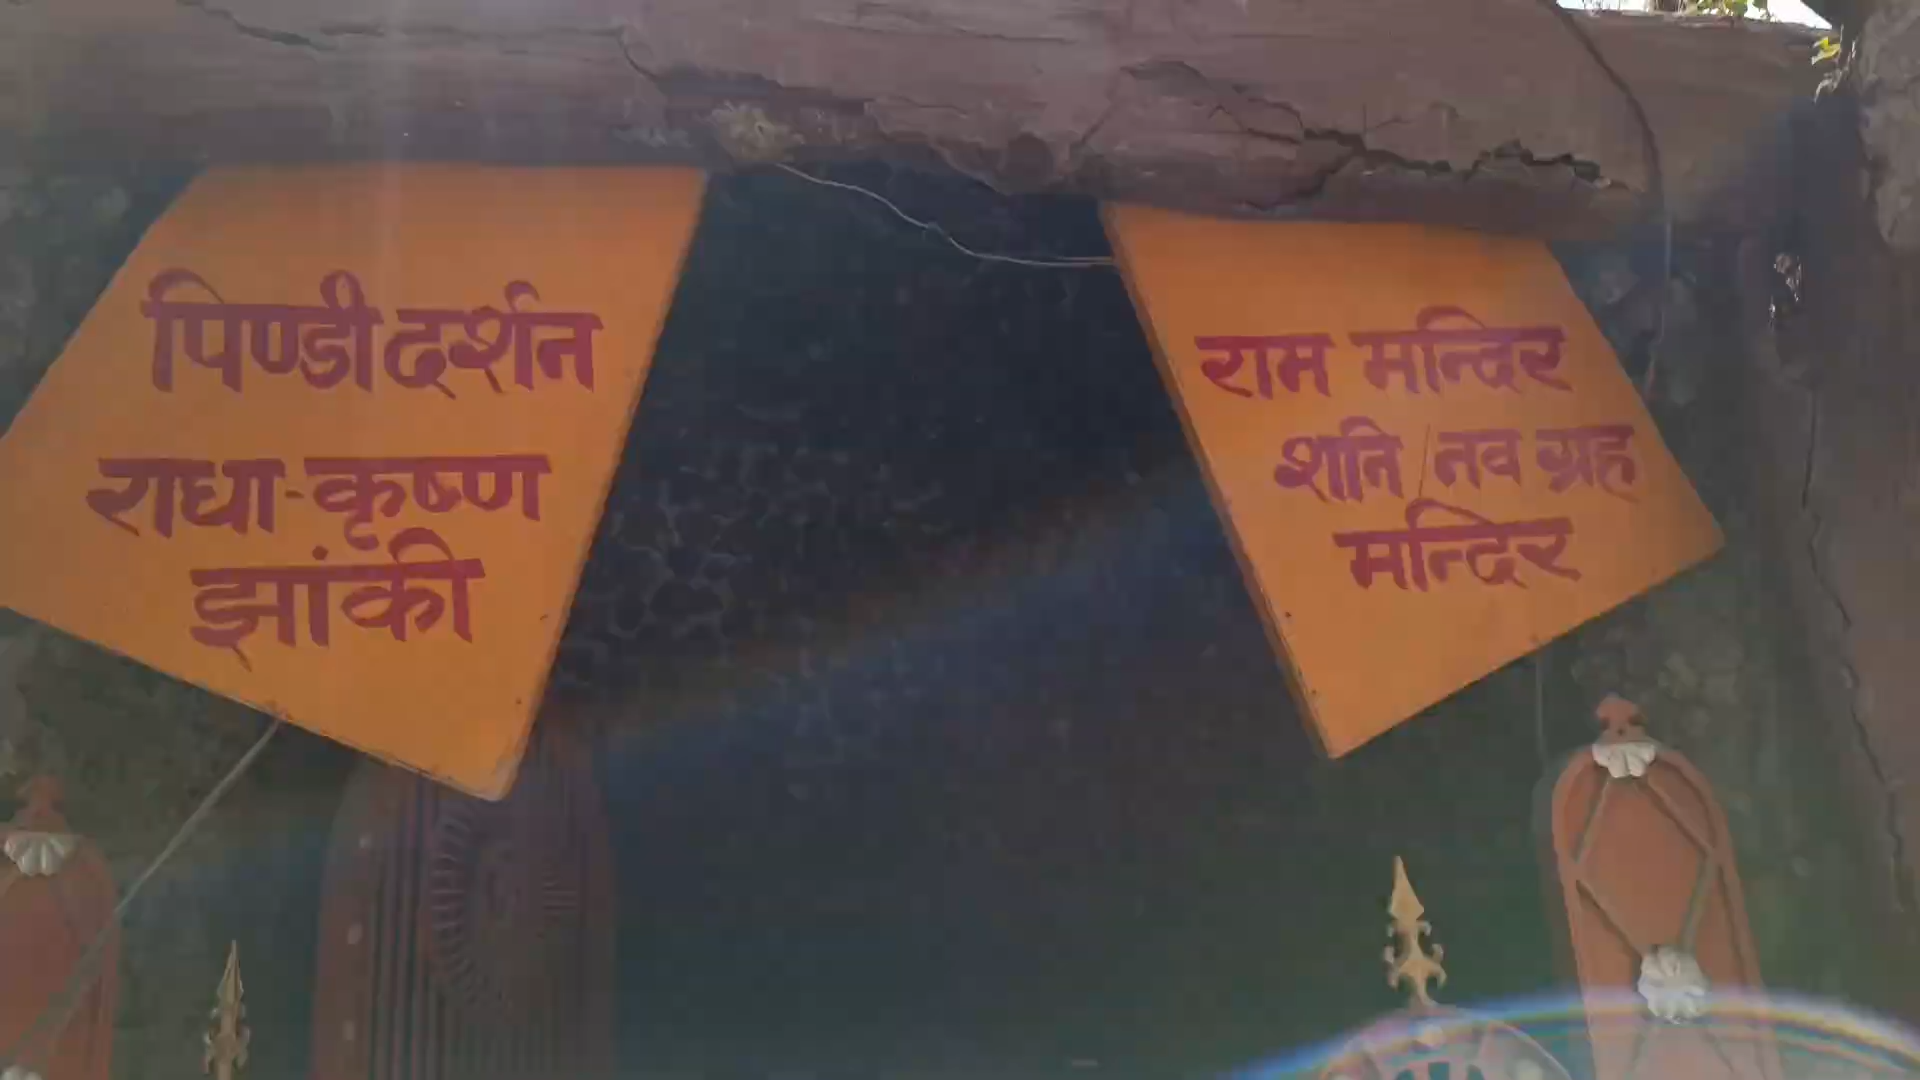 पिण्डी दर्शन
राधा-कृष्ण
झांकी
राम मन्दिर
शनि / नव ग्रह
मन्दिर